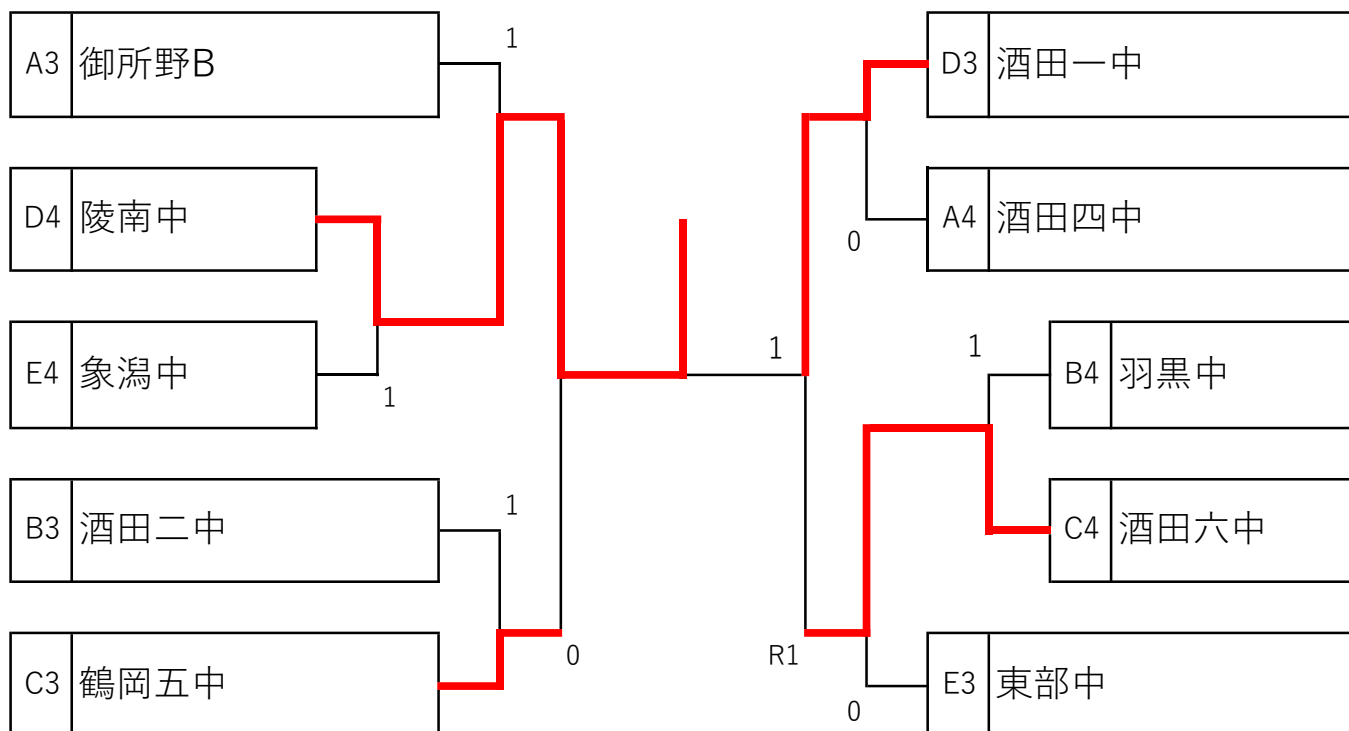 A3 御所野B
1
D4 陵南中
E4 象潟中
1
B3 酒田二中
1
C3 鶴岡五中
0
1
R1
D3 酒田一中
A4 酒田四中
0
1
B4 羽黒中
C4 酒田六中
E3 東部中
0